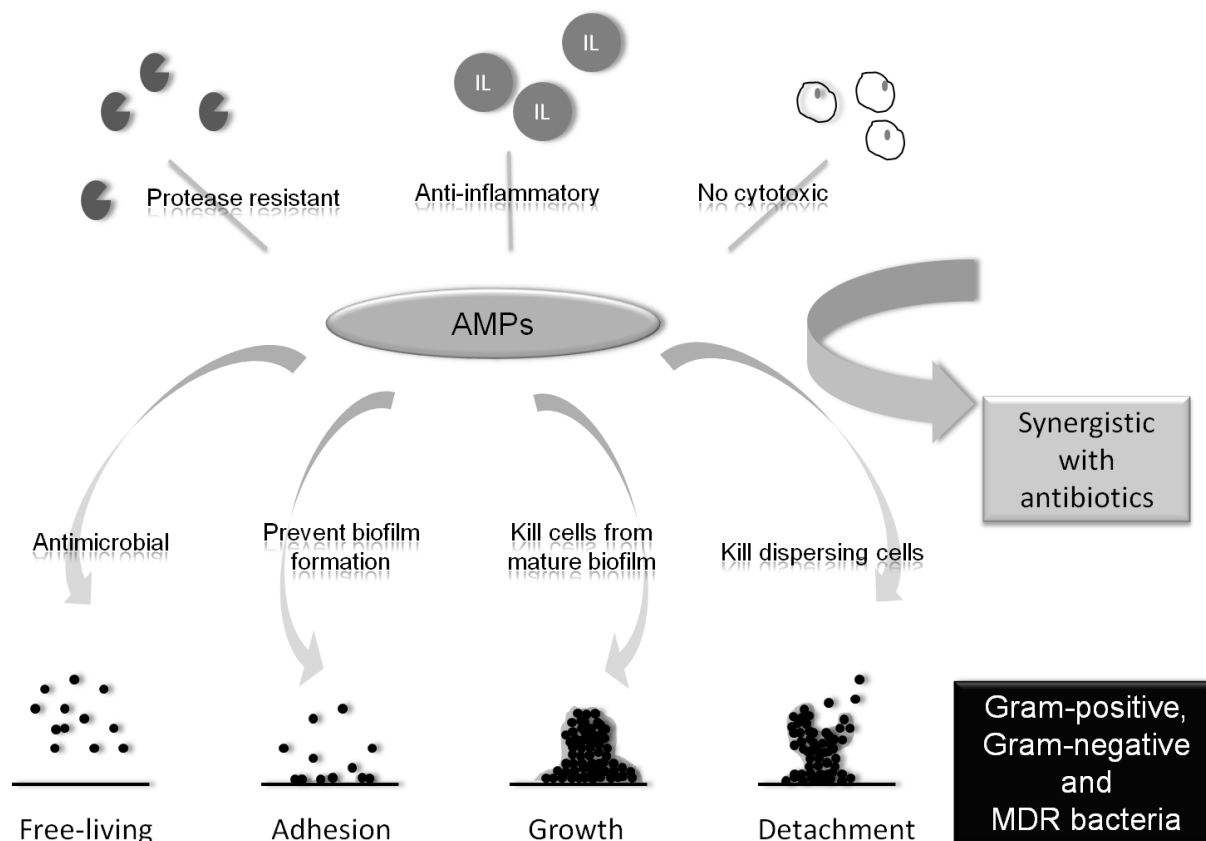 IL
IL
IL
Protease resistant
Anti-inflammatory
No cytotoxic
AMPs
Synergistic
with
antibiotics
Antimicrobial
Prevent biofilm
formation
Kill cells from
mature biofilm
Kill dispersing cells
Free-living
Adhesion
Growth
Detachment
Gram-positive,
Gram-negative
and
MDR bacteria